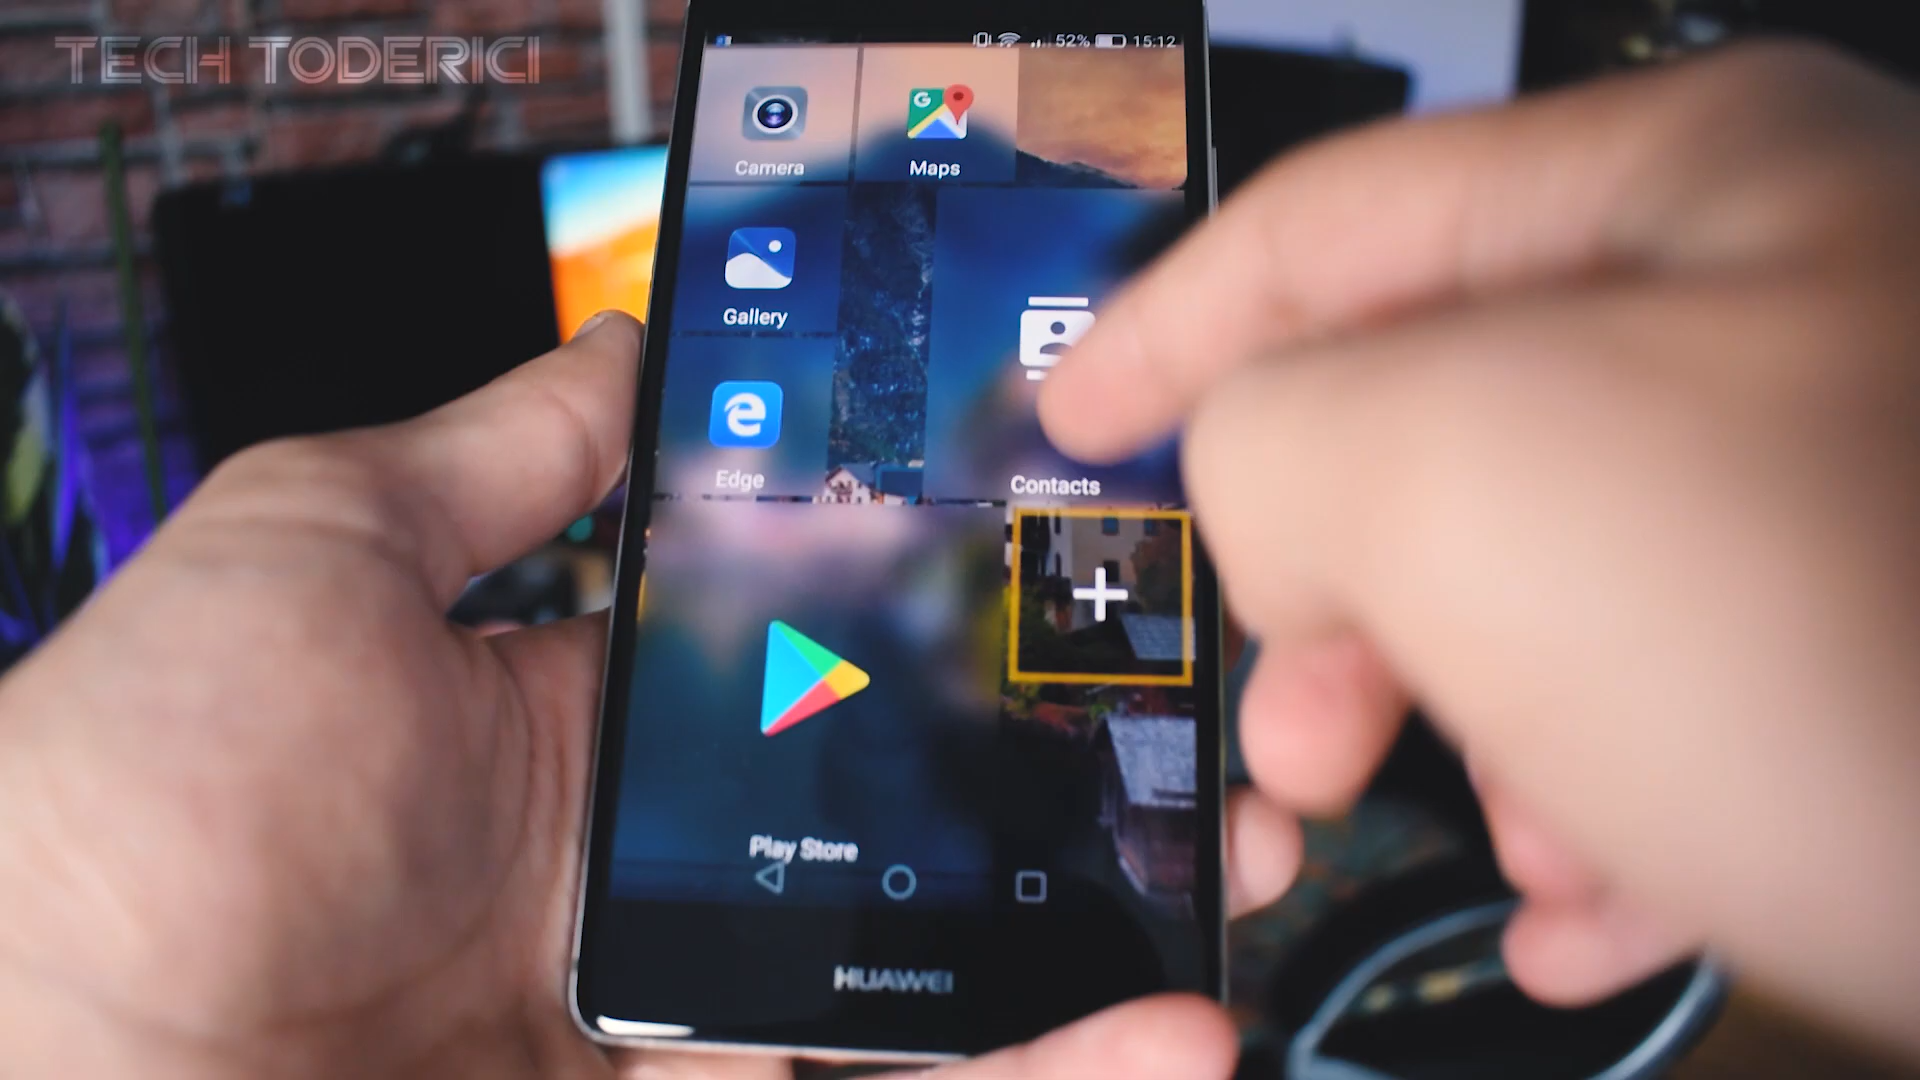 TECH TODERICI
52% 15:12
Camera
Maps
Gallery
Edge
Contacts
Play Store
HUAWEI